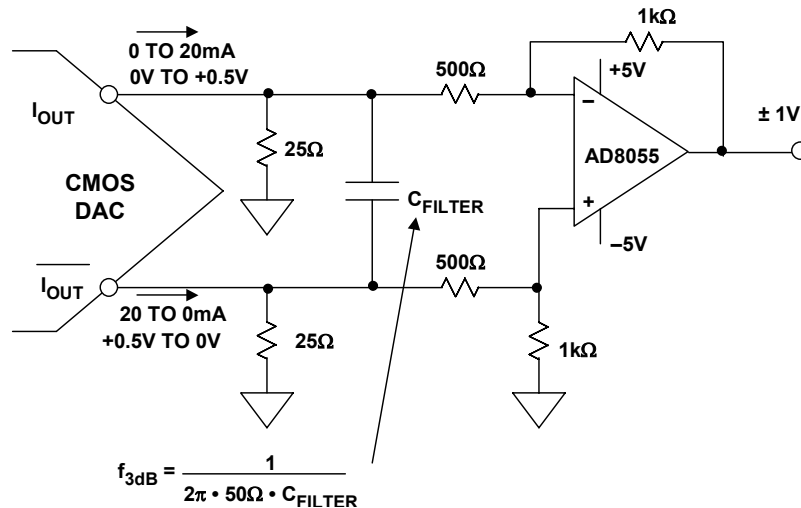 0 TO 20mA
0V TO +0.5V
1kΩ
500Ω
+5V
± 1V
I_OUT
25Ω
–
AD8055
CMOS
DAC
C_FILTER
+
–5V
500Ω
I̅_O̅U̅T̅
20 TO 0mA
+0.5V TO 0V
25Ω
1kΩ
f_3dB = 1 / 2π • 50Ω • C_FILTER